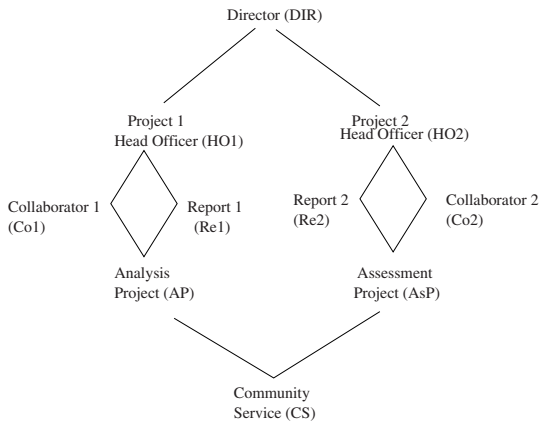 Director (DIR)
Project 1
Head Officer (HO1)
Project 2
Head Officer (HO2)
Collaborator 1
(Co1)
Report 1
(Re1)
Report 2
(Re2)
Collaborator 2
(Co2)
Analysis
Project (AP)
Assessment
Project (AsP)
Community
Service (CS)